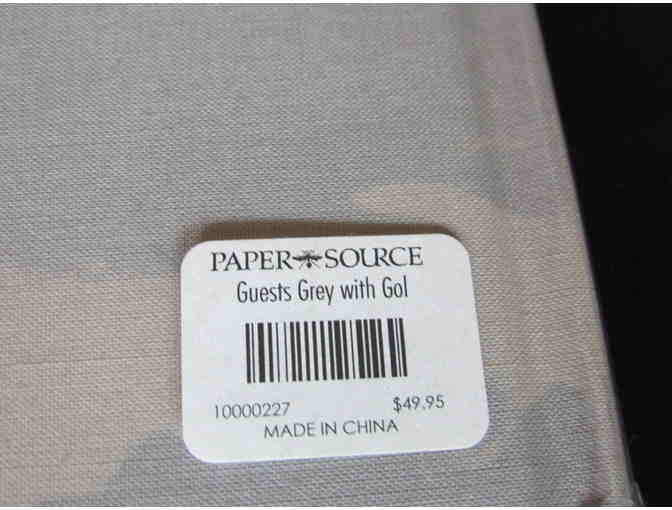 PAPER SOURCE
Guests Grey with Gol
10000227 $49.95
MADE IN CHINA